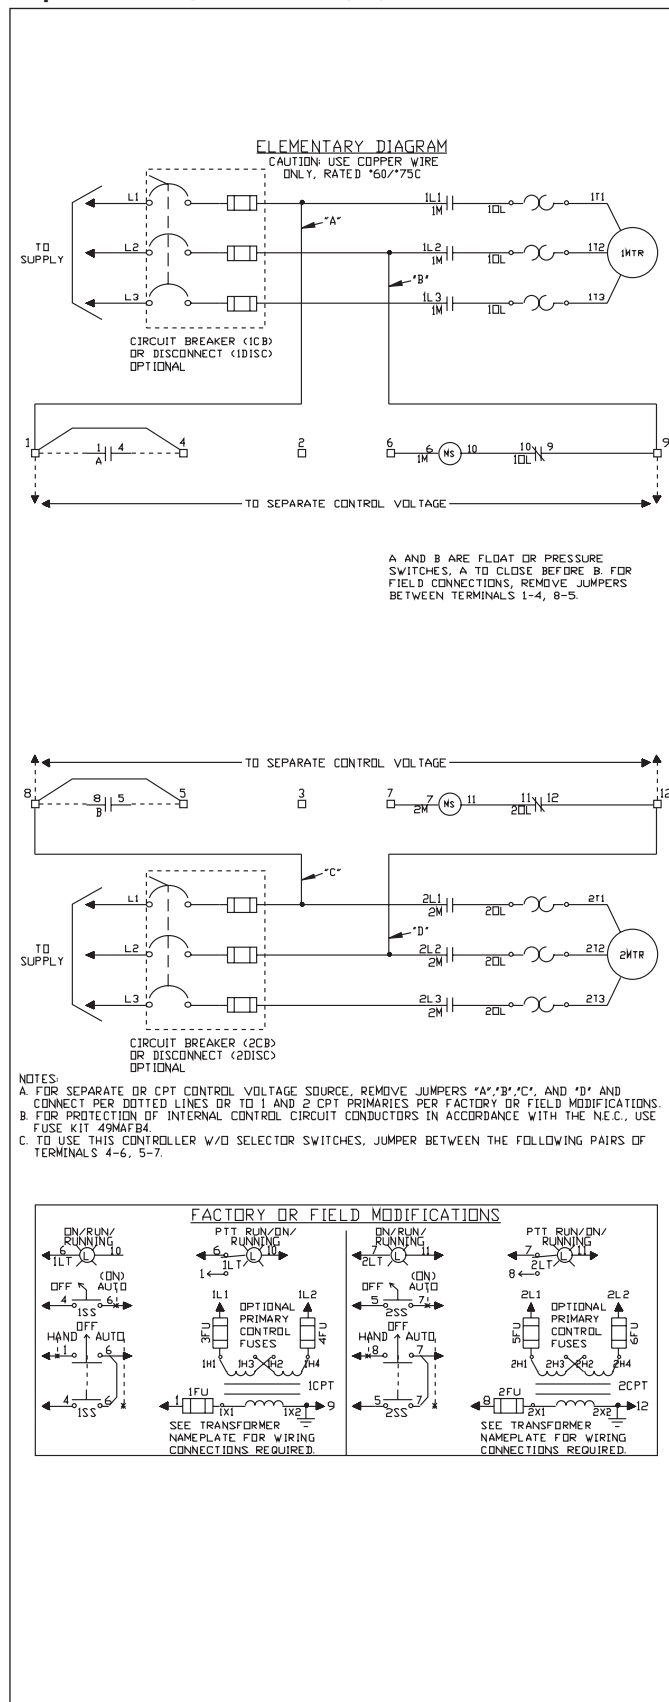 ELEMENTARY DIAGRAM
CAUTION: USE COPPER WIRE
ONLY, RATED °60/°75C
L1
1L1
1M
1OL
1T1
"A"
TO
SUPPLY
L2
1L2
1M
1OL
1T2
1MTR
"B"
L3
1L3
1M
1OL
1T3
CIRCUIT BREAKER (1CB)
OR DISCONNECT (1DISC)
OPTIONAL
1 1 4 4 2 6 6 10 10 9 9
A 1M MS 1OL
TO SEPARATE CONTROL VOLTAGE
A AND B ARE FLOAT OR PRESSURE
SWITCHES, A TO CLOSE BEFORE B. FOR
FIELD CONNECTIONS, REMOVE JUMPERS
BETWEEN TERMINALS 1-4, 8-5.
TO SEPARATE CONTROL VOLTAGE
8 8 5 5 3 7 7 11 11 12 12
B 2M MS 2OL
"C"
L1
2L1
2M
2OL
2T1
"D"
TO
SUPPLY
L2
2L2
2M
2OL
2T2
2MTR
L3
2L3
2M
2OL
2T3
CIRCUIT BREAKER (2CB)
OR DISCONNECT (2DISC)
OPTIONAL
NOTES:
A. FOR SEPARATE OR CPT CONTROL VOLTAGE SOURCE, REMOVE JUMPERS "A","B","C", AND "D" AND
CONNECT PER DOTTED LINES OR TO 1 AND 2 CPT PRIMARIES PER FACTORY OR FIELD MODIFICATIONS.
B. FOR PROTECTION OF INTERNAL CONTROL CIRCUIT CONDUCTORS IN ACCORDANCE WITH THE N.E.C., USE
FUSE KIT 49MAFB4.
C. TO USE THIS CONTROLLER W/O SELECTOR SWITCHES, JUMPER BETWEEN THE FOLLOWING PAIRS OF
TERMINALS 4-6, 5-7.
FACTORY OR FIELD MODIFICATIONS
ON/RUN/
RUNNING
6 L 10
1LT
OFF (ON)
AUTO
4 6
1SS
OFF
HAND AUTO
1 6
4 6
1SS
PTT RUN/ON/
RUNNING
6 L 10
1LT
1
1L1 1L2
OPTIONAL
PRIMARY
CONTROL
FUSES
3FU 4FU
1H1 1H3 1H2 1H4
1CPT
1 1FU 9
1X1 1X2
SEE TRANSFORMER
NAMEPLATE FOR WIRING
CONNECTIONS REQUIRED.
ON/RUN/
RUNNING
7 L 11
2LT
OFF (ON)
AUTO
5 7
2SS
OFF
HAND AUTO
8 7
5 7
2SS
PTT RUN/ON/
RUNNING
7 L 11
2LT
8
2L1 2L2
OPTIONAL
PRIMARY
CONTROL
FUSES
5FU 6FU
2H1 2H3 2H2 2H4
2CPT
8 2FU 12
2X1 2X2
SEE TRANSFORMER
NAMEPLATE FOR WIRING
CONNECTIONS REQUIRED.